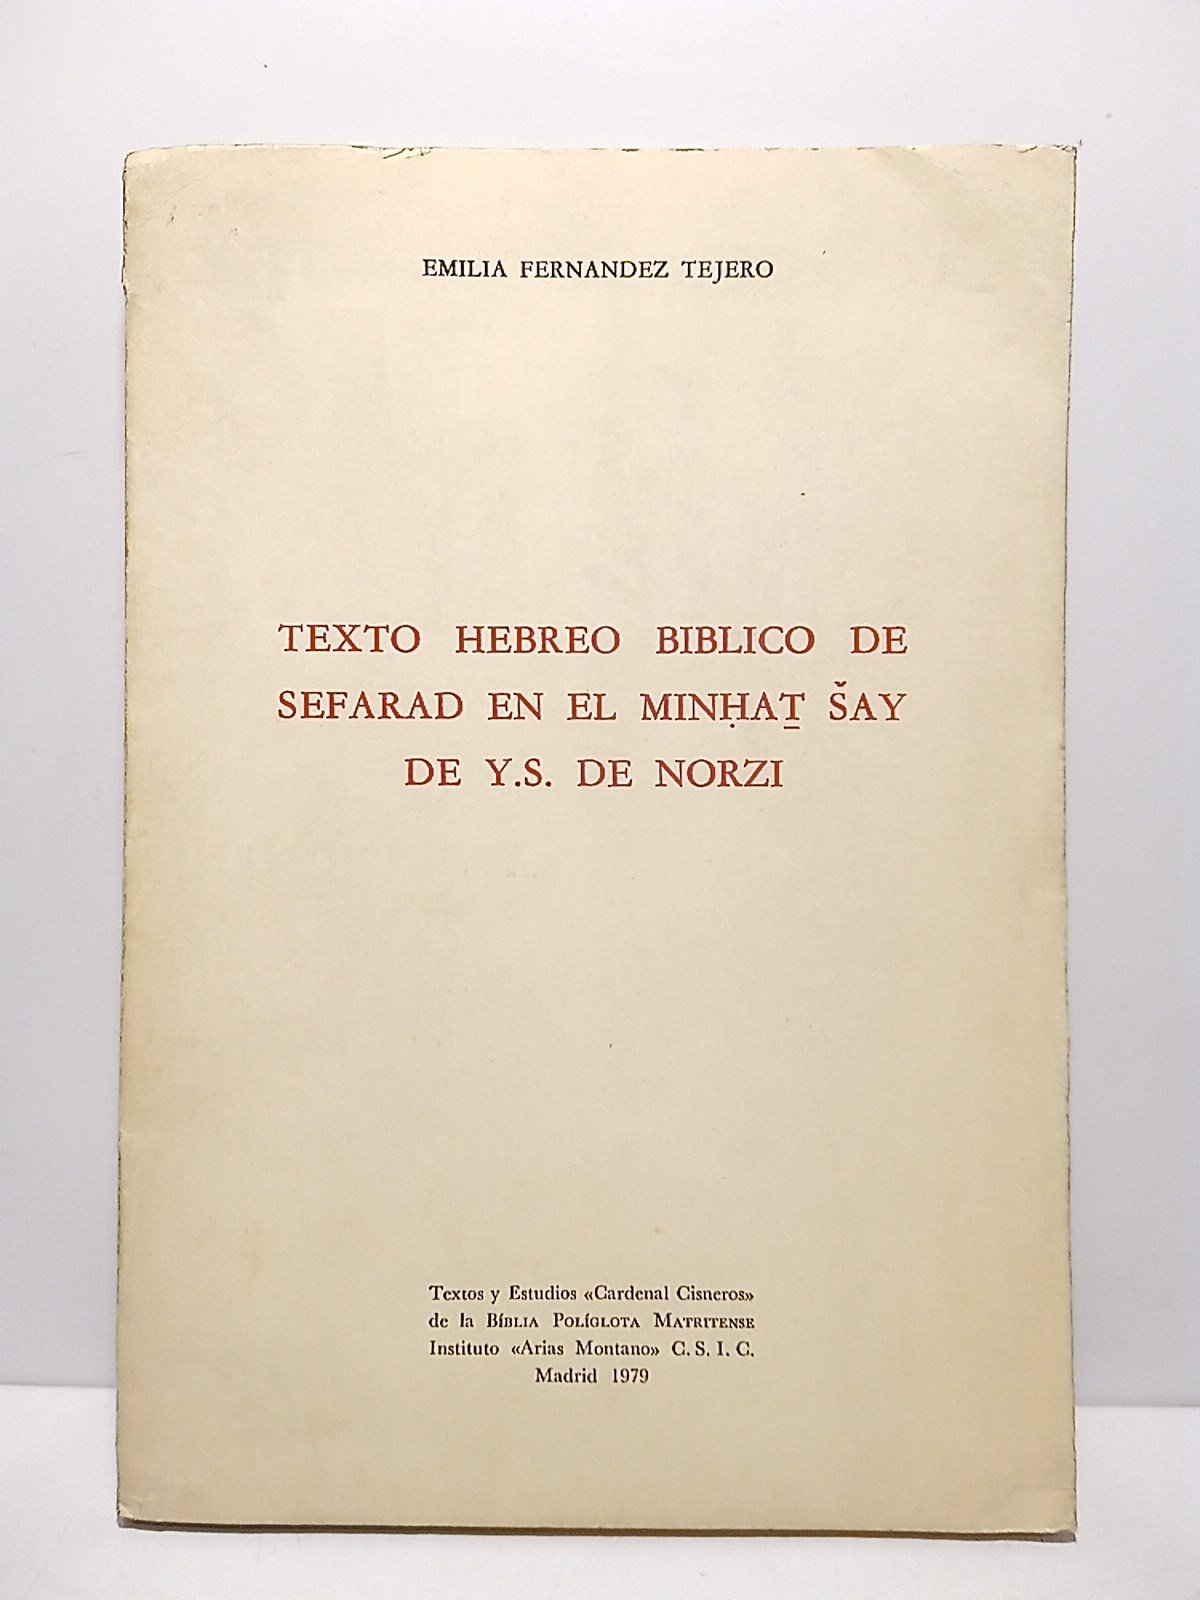 EMILIA FERNANDEZ TEJERO
TEXTO HEBREO BIBLICO DE
SEFARAD EN EL MINḤAṮ ŠAY
DE Y.S. DE NORZI
Textos y Estudios «Cardenal Cisneros»
de la BÍBLIA POLÍGLOTA MATRITENSE
Instituto «Arias Montano» C. S. I. C.
Madrid 1979